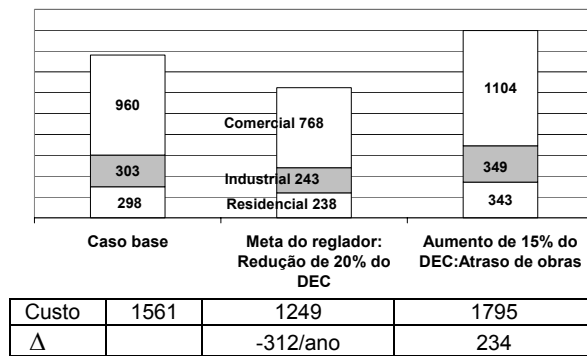 960
303
298
Comercial 768
Industrial 243
Residencial 238
1104
349
343
Caso base
Meta do reglador:
Redução de 20% do
DEC
Aumento de 15% do
DEC:Atraso de obras
Custo 1561 1249 1795
Δ -312/ano 234